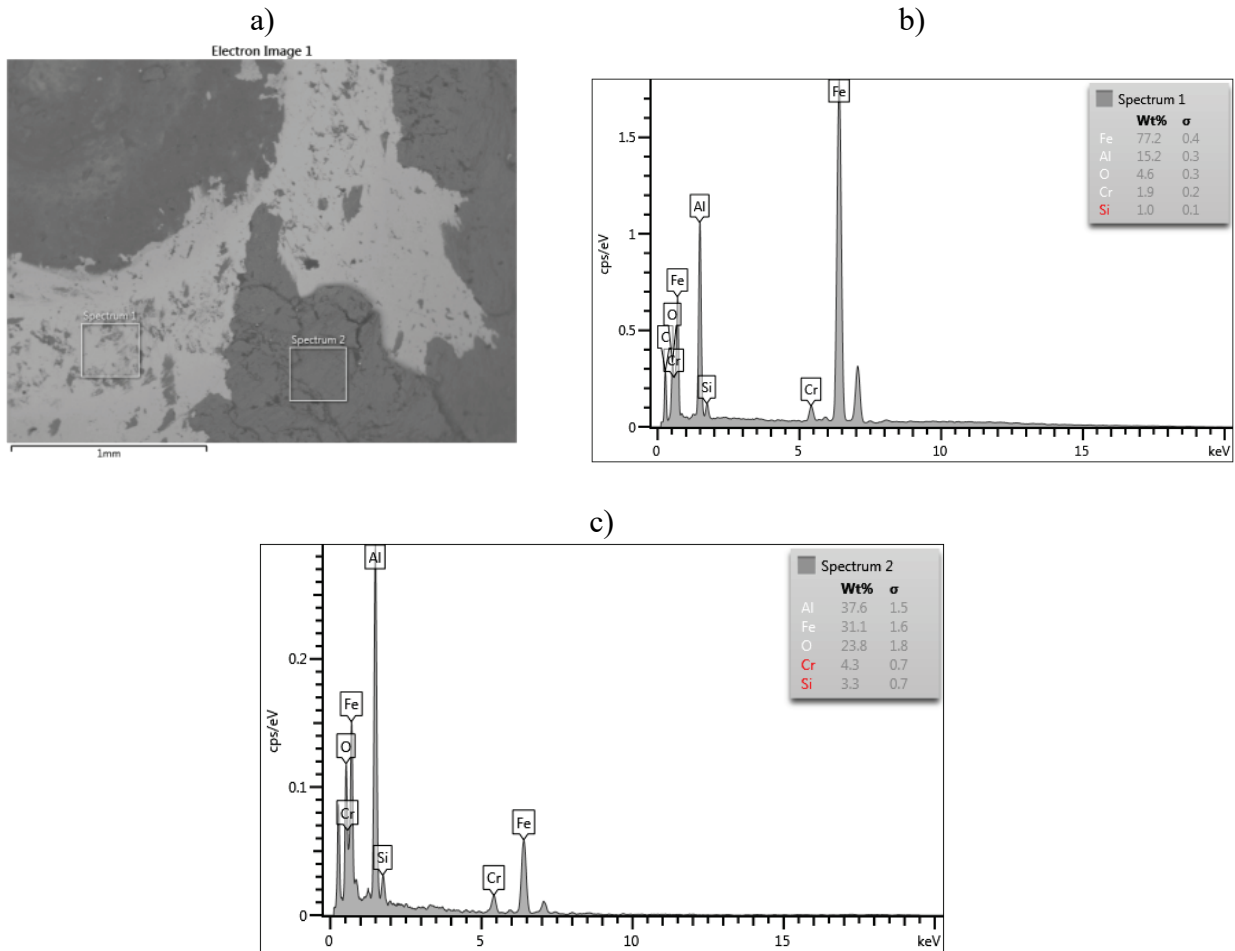 a)
Electron Image 1
Spectrum 1
Spectrum 2
1mm
b)
Fe
Al
Fe
O
C
Cr
Si
Cr
cps/eV
1.5
1
0.5
0
0 5 10 15 keV
Spectrum 1
Wt% σ
Fe 77.2 0.4
Al 15.2 0.3
O 4.6 0.3
Cr 1.9 0.2
Si 1.0 0.1
c)
Al
Fe
O
Cr
Si
Cr
Fe
cps/eV
0.2
0.1
0
0 5 10 15 keV
Spectrum 2
Wt% σ
Al 37.6 1.5
Fe 31.1 1.6
O 23.8 1.8
Cr 4.3 0.7
Si 3.3 0.7